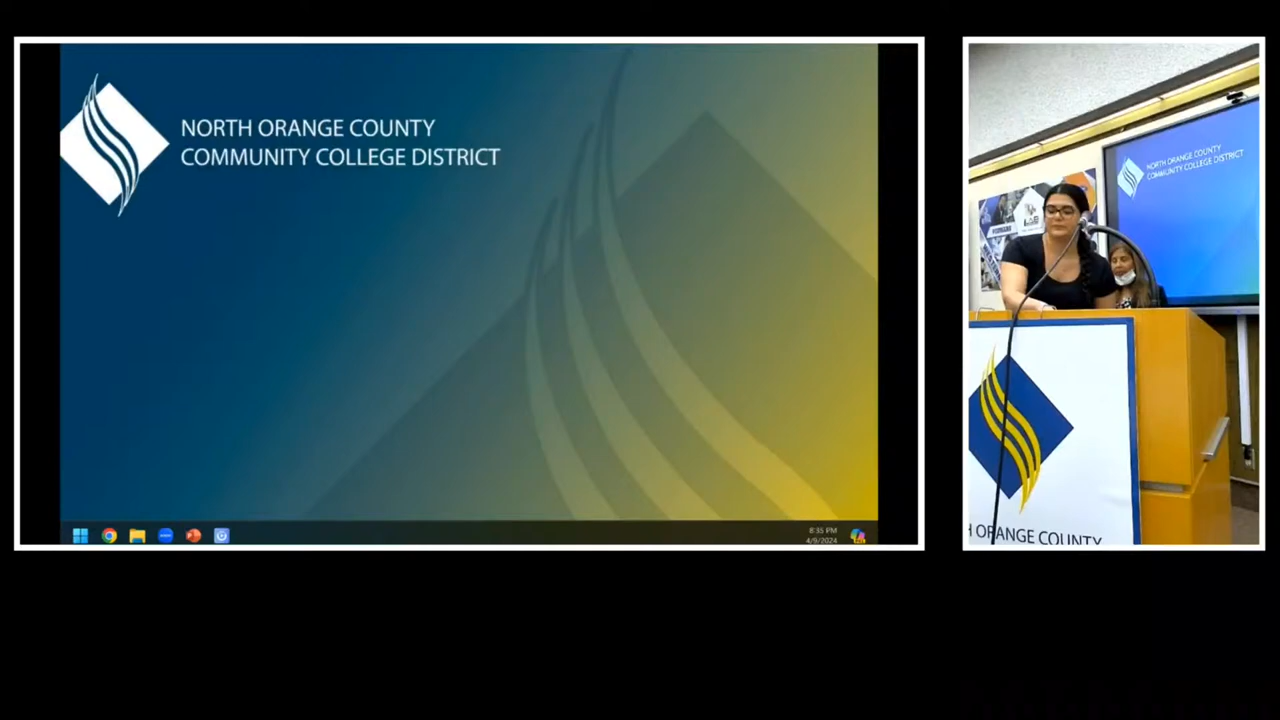 NORTH ORANGE COUNTY
COMMUNITY COLLEGE DISTRICT
8:35 PM
4/9/2024
NORTH ORANGE COUNTY
COMMUNITY COLLEGE DISTRICT
H ORANGE COUNTY